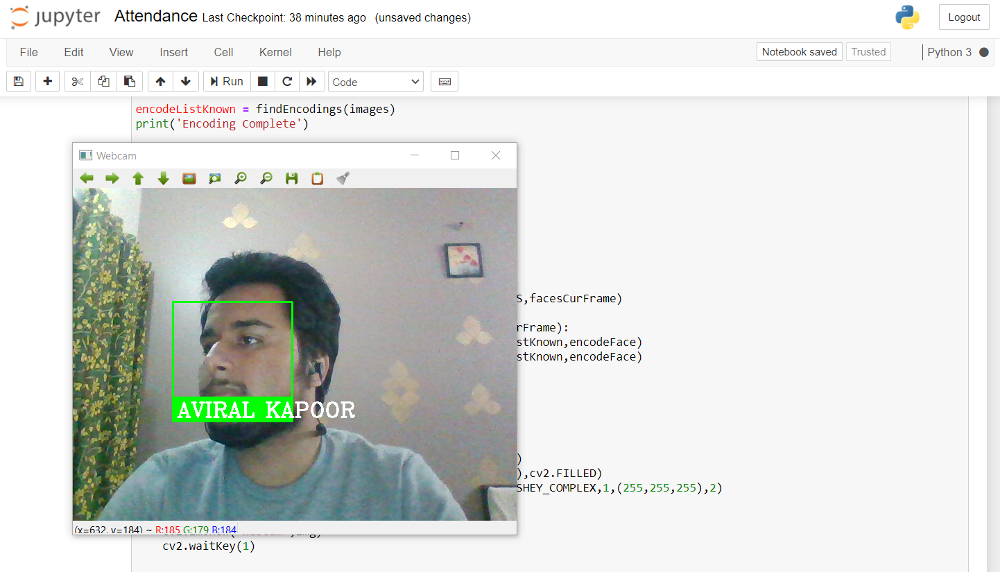 jupyter Attendance Last Checkpoint: 38 minutes ago (unsaved changes) Logout
File Edit View Insert Cell Kernel Help Notebook saved Trusted Python 3
Run Code
encodeListKnown = findEncodings(images)
print('Encoding Complete')
Webcam
S,facesCurFrame)
rFrame):
stKnown,encodeFace)
stKnown,encodeFace)
AVIRAL KAPOOR
)
),cv2.FILLED)
SHEY_COMPLEX,1,(255,255,255),2)
(x=632, y=184) ~ R:185 G:179 B:184
cv2.waitKey(1)